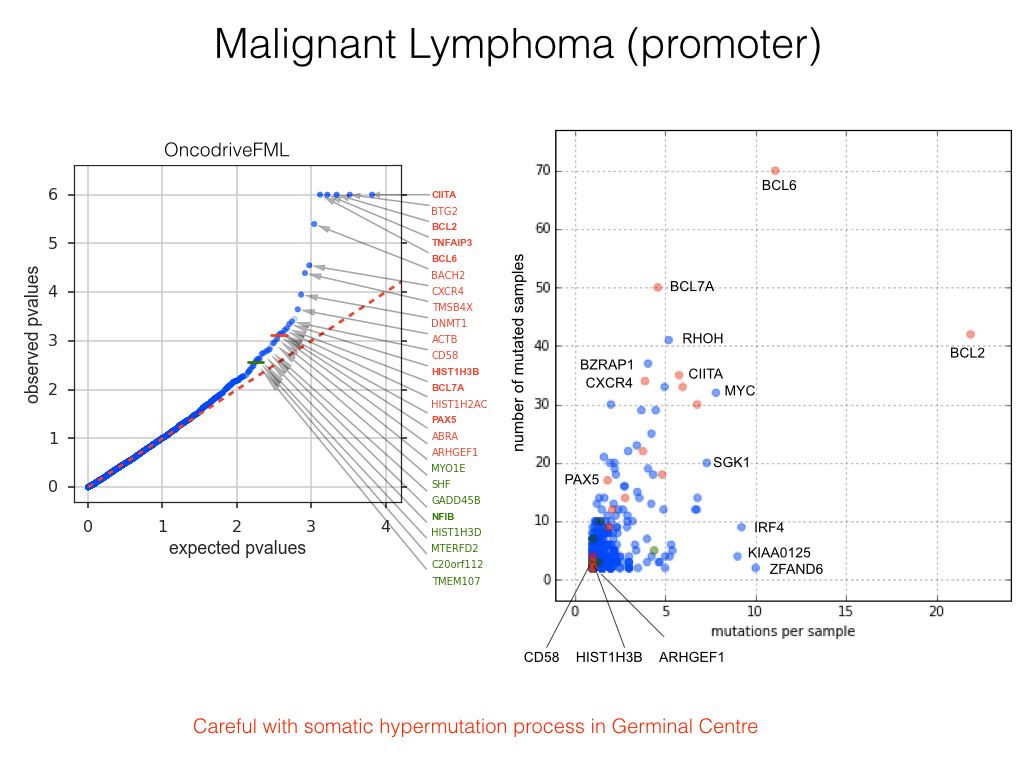 Malignant Lymphoma (promoter)
OncodriveFML
observed pvalues
6
5
4
3
2
1
0
0 1 2 3 4
expected pvalues
CIITA
BTG2
BCL2
TNFAIP3
BCL6
BACH2
CXCR4
TMSB4X
DNMT1
ACTB
CD58
HIST1H3B
BCL7A
HIST1H2AC
PAX5
ABRA
ARHGEF1
MYO1E
SHF
GADD45B
NFIB
HIST1H3D
MTERFD2
C20orf112
TMEM107
number of mutated samples
70
60
50
40
30
20
10
0
0 5 10 15 20
mutations per sample
BCL6
BCL7A
RHOH
BCL2
BZRAP1
CIITA
CXCR4
MYC
SGK1
PAX5
IRF4
KIAA0125
ZFAND6
CD58 HIST1H3B ARHGEF1
Careful with somatic hypermutation process in Germinal Centre